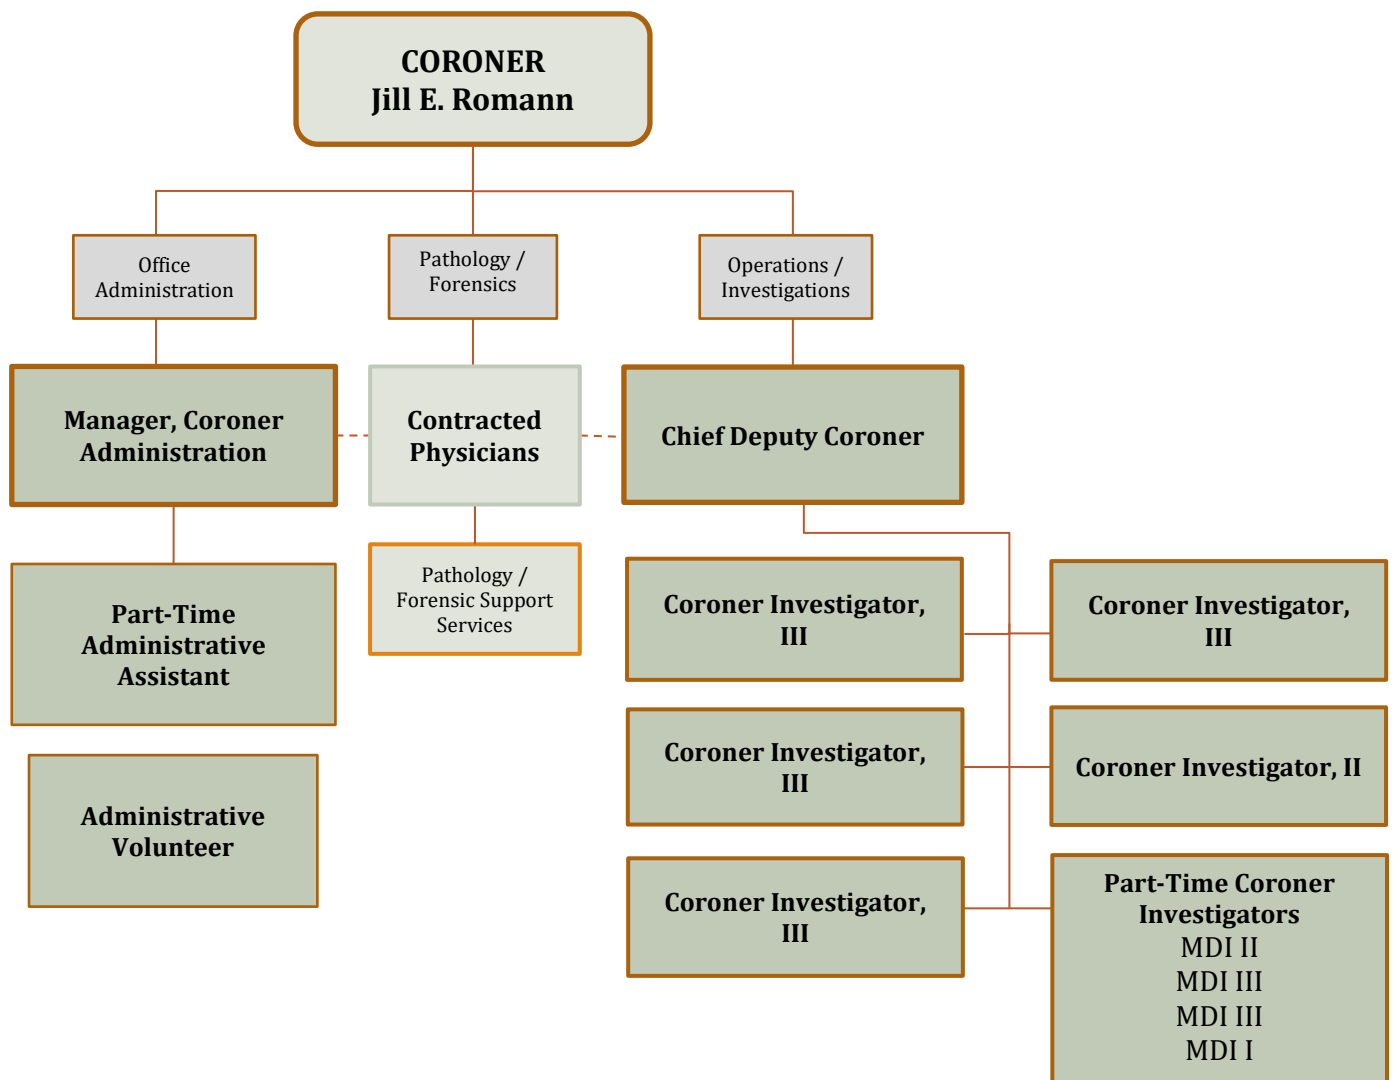 CORONER
Jill E. Romann
Office
Administration
Pathology /
Forensics
Operations /
Investigations
Manager, Coroner
Administration
Contracted
Physicians
Chief Deputy Coroner
Part-Time
Administrative
Assistant
Pathology /
Forensic Support
Services
Administrative
Volunteer
Coroner Investigator,
III
Coroner Investigator,
III
Coroner Investigator,
III
Coroner Investigator, II
Coroner Investigator,
III
Part-Time Coroner
Investigators
MDI II
MDI III
MDI III
MDI I